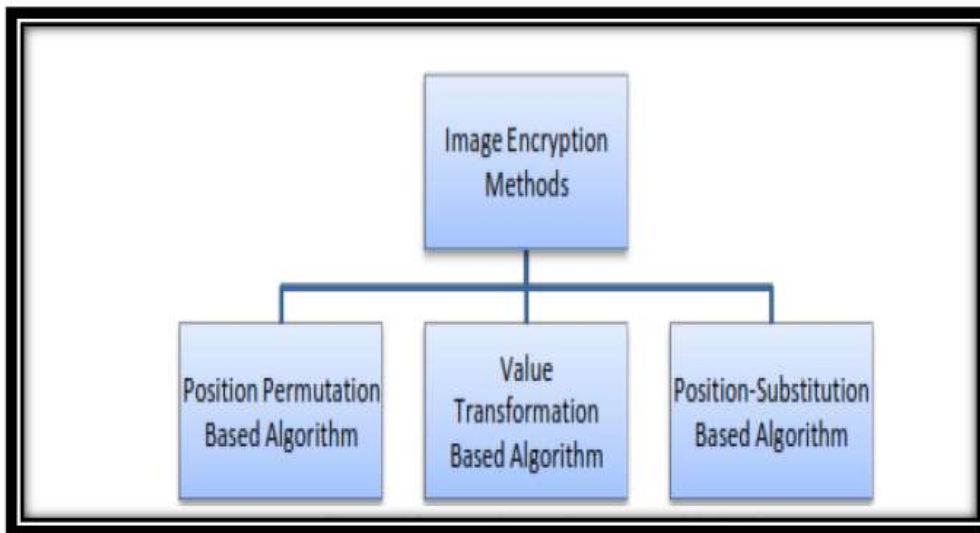 Image Encryption
Methods
Position Permutation
Based Algorithm
Value
Transformation
Based Algorithm
Position-Substitution
Based Algorithm